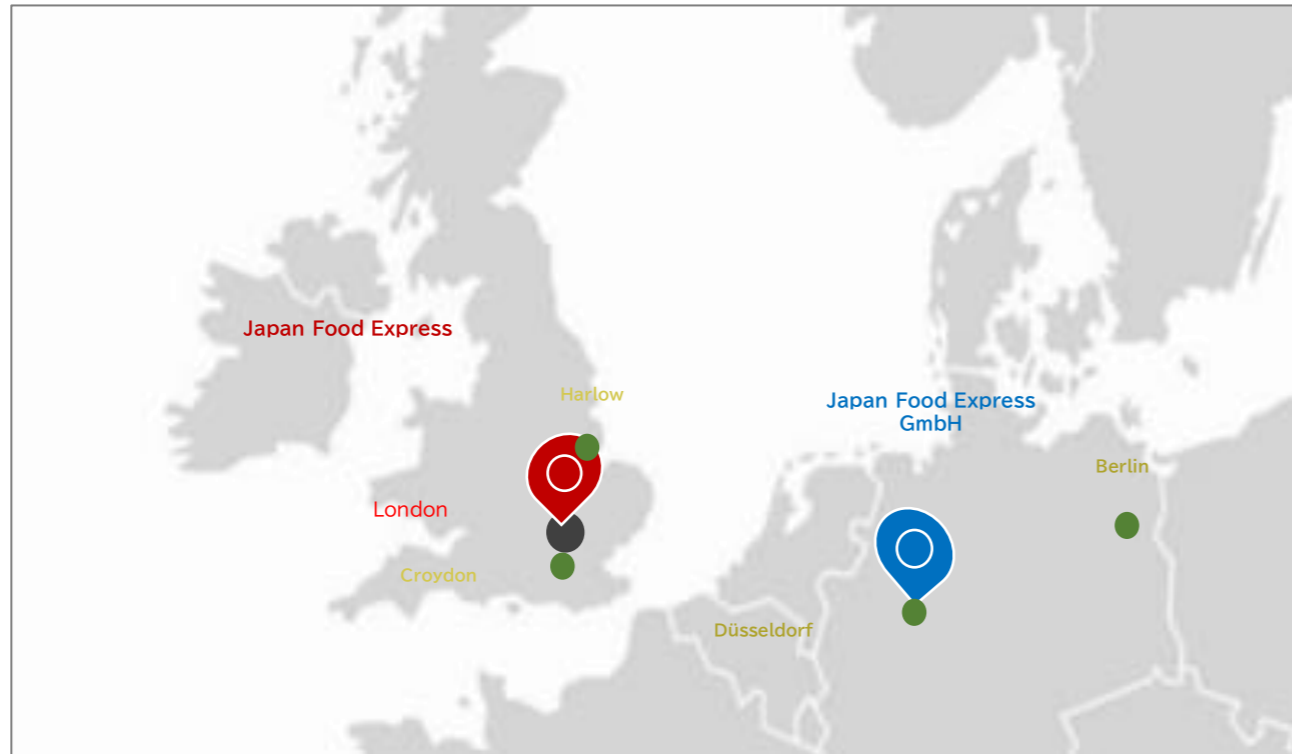 Japan Food Express
Harlow
Japan Food Express
GmbH
Berlin
London
Croydon
Düsseldorf